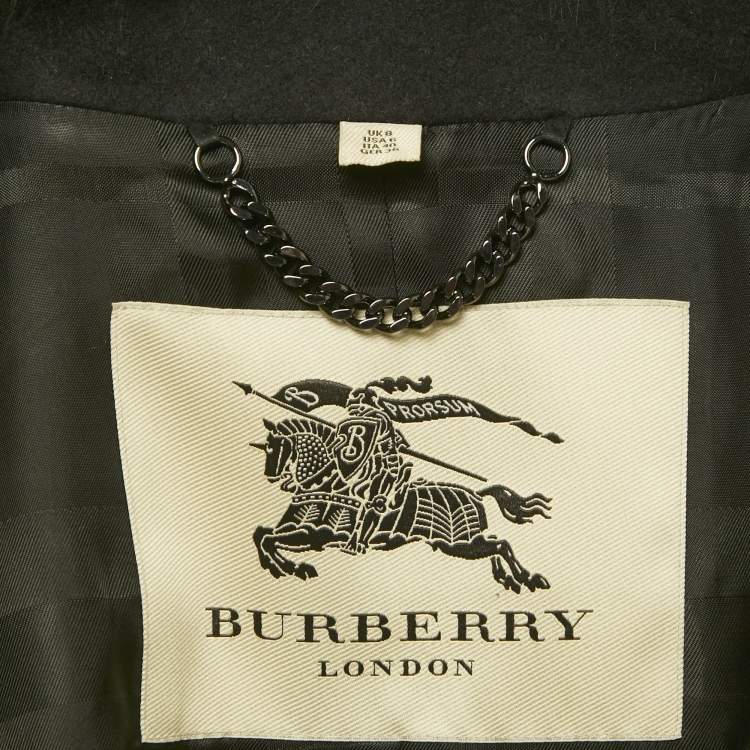 UK 8
USA 6
ITA 40
GER 36
B PRORSUM
B
BURBERRY
LONDON